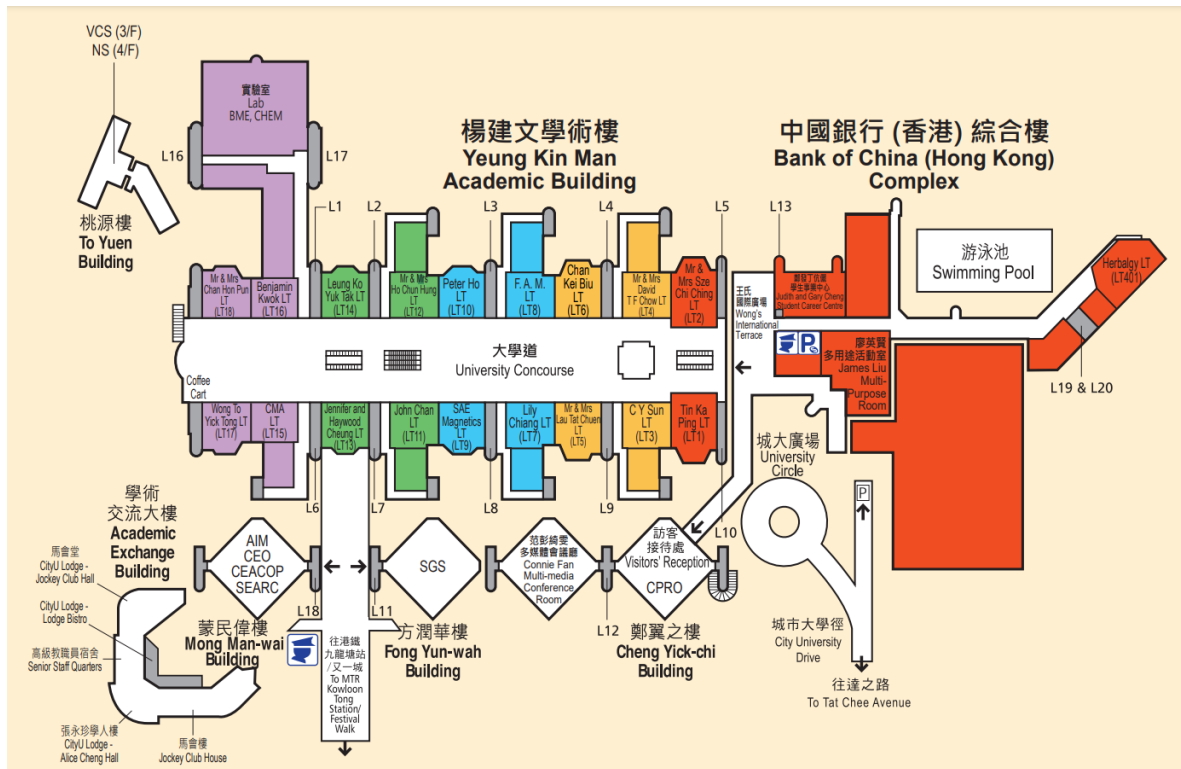 VCS (3/F)
NS (4/F)
桃源樓
To Yuen
Building
實驗室
Lab
BME, CHEM
L16
L17
楊建文學術樓
Yeung Kin Man
Academic Building
中國銀行 (香港) 綜合樓
Bank of China (Hong Kong)
Complex
L1
L2
L3
L4
L5
L13
Mr & Mrs
Chan Hon Pun
LT
(LT18)
Benjamin
Kwok LT
(LT16)
Leung Ko
Yuk Tak LT
(LT14)
Mr & Mrs
Ho Chun Hung
LT
(LT12)
Peter Ho
LT
(LT10)
F. A. M.
LT
(LT8)
Chan
Kei Biu
LT
(LT6)
Mr & Mrs
David
T F Chow LT
(LT4)
Mr &
Mrs Sze
Chi Ching
LT
(LT2)
王氏
國際廣場
Wong's
International
Terrace
鄭發丁伉儷
學生事業中心
Judith and Gary Cheng
Student Career Centre
游泳池
Swimming Pool
Herbalgy LT
(LT401)
L19 & L20
大學道
University Concourse
Coffee
Cart
P
廖英賢
多用途活動室
James Liu
Multi-
Purpose
Room
Wong To
Yick Tong LT
(LT17)
CMA
LT
(LT15)
Jennifer and
Haywood
Cheung LT
(LT13)
John Chan
LT
(LT11)
SAE
Magnetics
LT
(LT9)
Lily
Chiang LT
(LT7)
Mr & Mrs
Lau Tat Chuen
LT
(LT5)
C Y Sun
LT
(LT3)
Tin Ka
Ping LT
(LT1)
L6
L7
L8
L9
L10
城大廣場
University
Circle
P
城市大學徑
City University
Drive
往達之路
To Tat Chee Avenue
學術
交流大樓
Academic
Exchange
Building
AIM
CEO
CEACOP
SEARC
L18
蒙民偉樓
Mong Man-wai
Building
SGS
L11
方潤華樓
Fong Yun-wah
Building
范彭綺雯
多媒體會議廳
Connie Fan
Multi-media
Conference
Room
L12
訪客
接待處
Visitors' Reception
CPRO
鄭翼之樓
Cheng Yick-chi
Building
往港鐵
九龍塘站
/又一城
To MTR
Kowloon
Tong
Station/
Festival
Walk
馬會堂
CityU Lodge -
Jockey Club Hall
CityU Lodge -
Lodge Bistro
高級教職員宿舍
Senior Staff Quarters
張永珍學人樓
CityU Lodge -
Alice Cheng Hall
馬會樓
Jockey Club House